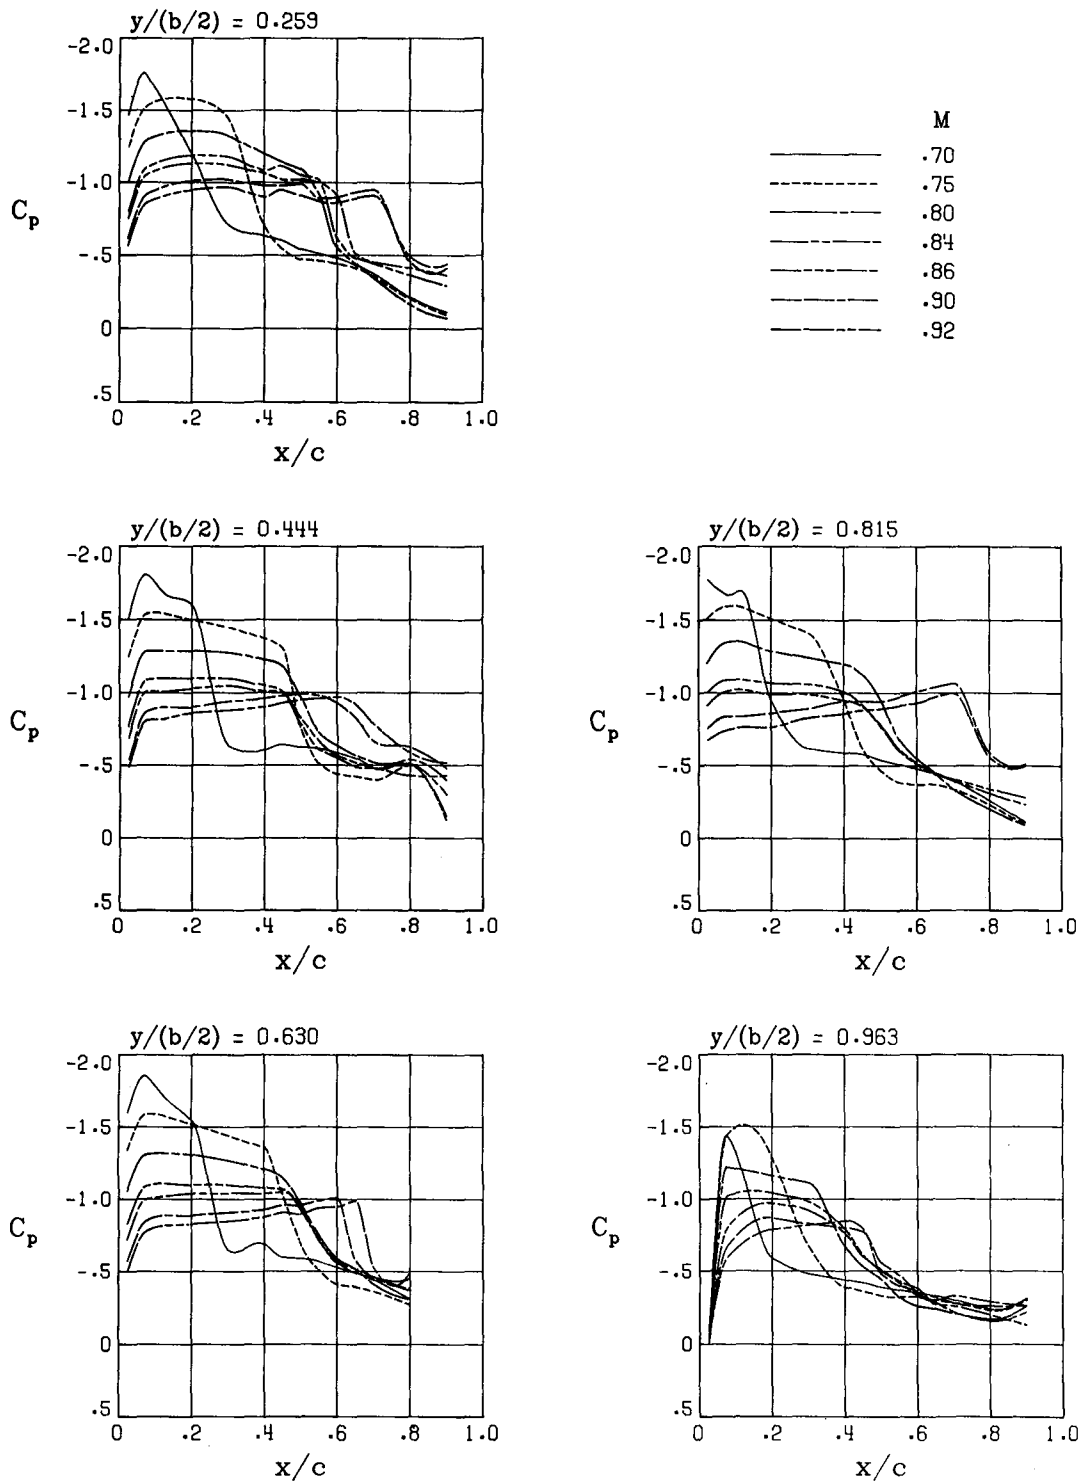 y/(b/2) = 0.259
-2.0
-1.5
-1.0
-.5
0
.5
C_p
0 .2 .4 .6 .8 1.0
x/c
M
.70
.75
.80
.84
.86
.90
.92
y/(b/2) = 0.444
-2.0
-1.5
-1.0
-.5
0
.5
C_p
0 .2 .4 .6 .8 1.0
x/c
y/(b/2) = 0.815
-2.0
-1.5
-1.0
-.5
0
.5
C_p
0 .2 .4 .6 .8 1.0
x/c
y/(b/2) = 0.630
-2.0
-1.5
-1.0
-.5
0
.5
C_p
0 .2 .4 .6 .8 1.0
x/c
y/(b/2) = 0.963
-2.0
-1.5
-1.0
-.5
0
.5
C_p
0 .2 .4 .6 .8 1.0
x/c